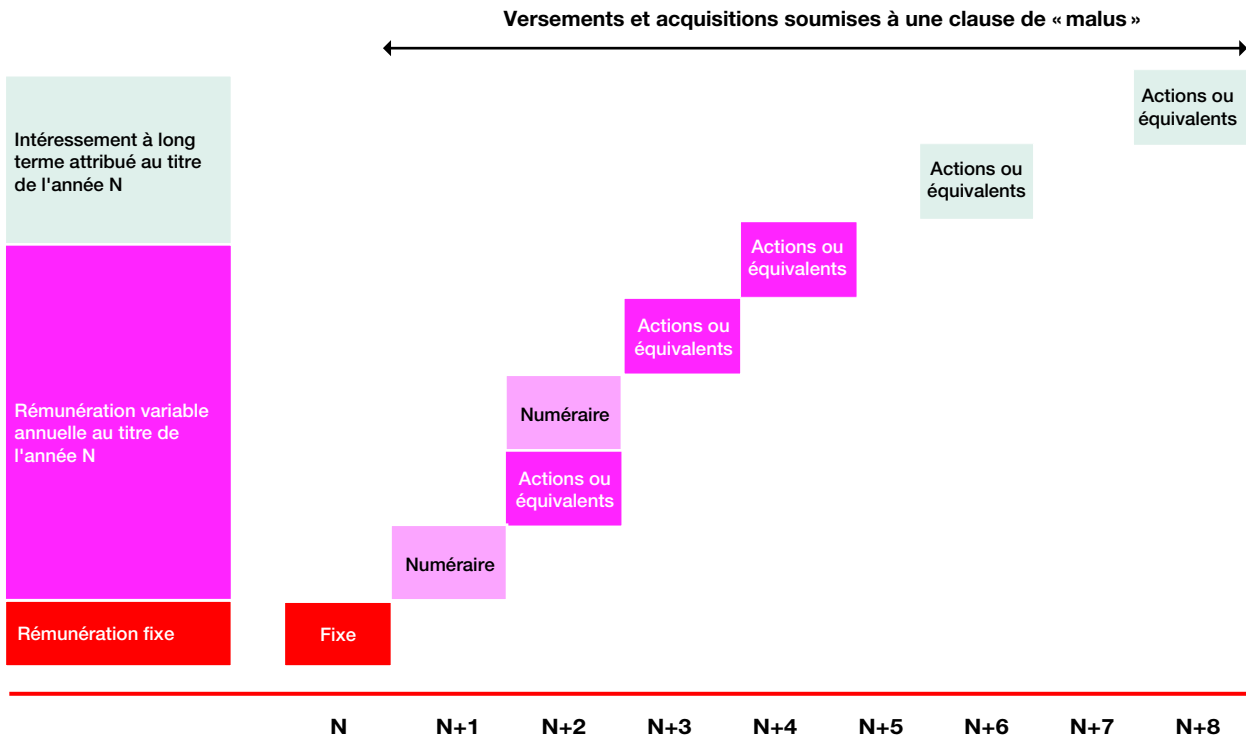 Versements et acquisitions soumises à une clause de « malus »
Actions ou
équivalents
Intéressement à long
terme attribué au titre
de l'année N
Actions ou
équivalents
Actions ou
équivalents
Actions ou
équivalents
Rémunération variable
annuelle au titre de
l'année N
Numéraire
Actions ou
équivalents
Numéraire
Rémunération fixe
Fixe
N N+1 N+2 N+3 N+4 N+5 N+6 N+7 N+8